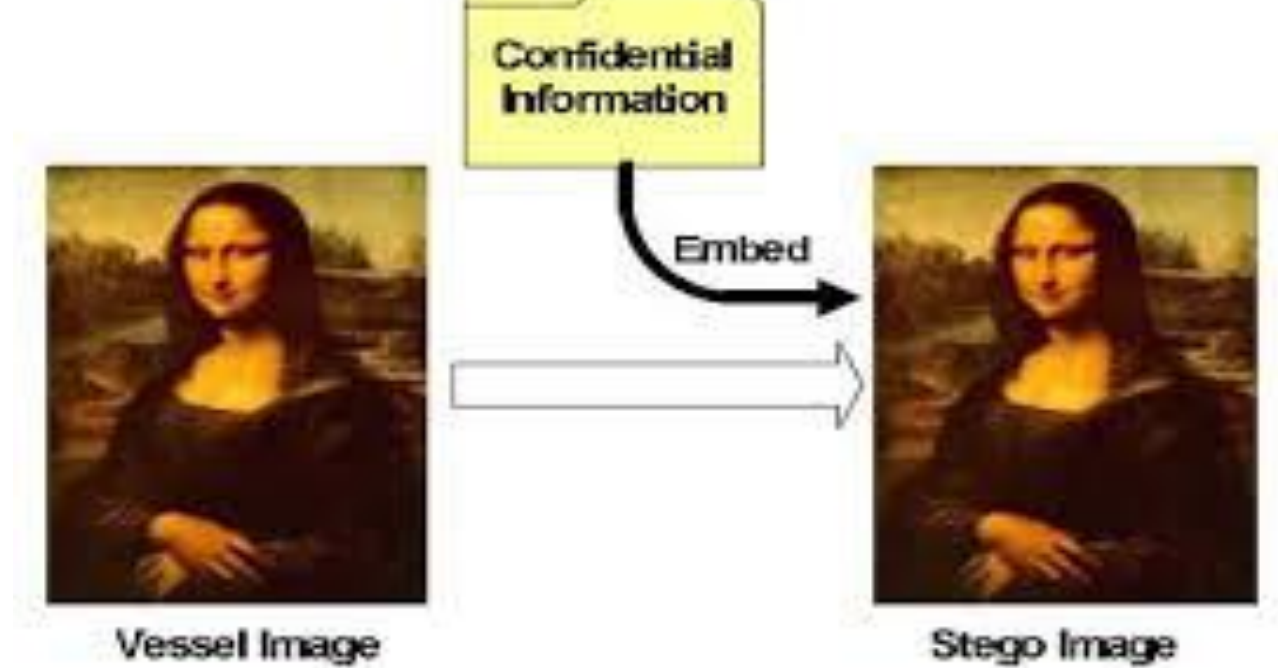 Confidential
Information
Embed
Vessel Image
Stego Image